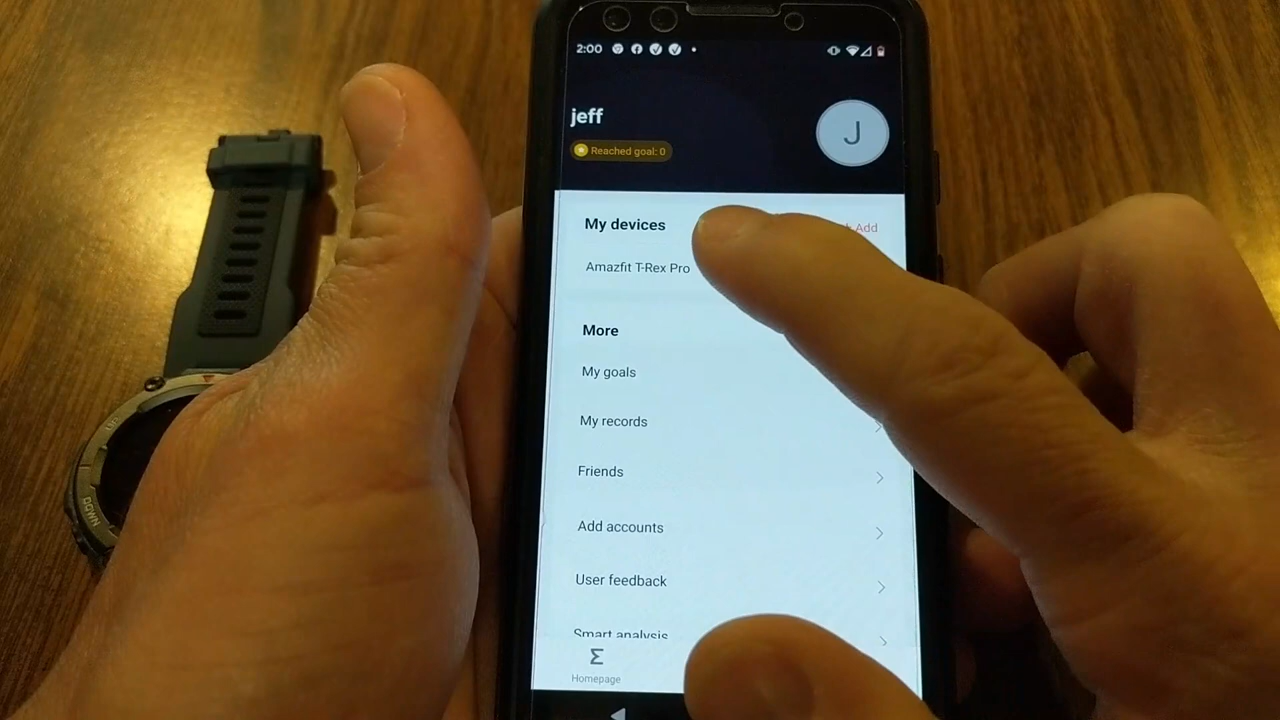 2:00
jeff
J
Reached goal: 0
My devices
Add
Amazfit T-Rex Pro
More
My goals
My records
Friends
Add accounts
User feedback
Smart analysis
Homepage
DOWN